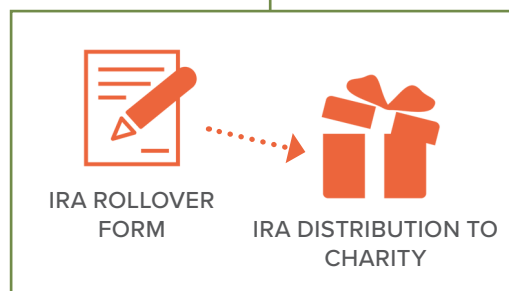 IRA ROLLOVER
FORM
IRA DISTRIBUTION TO
CHARITY